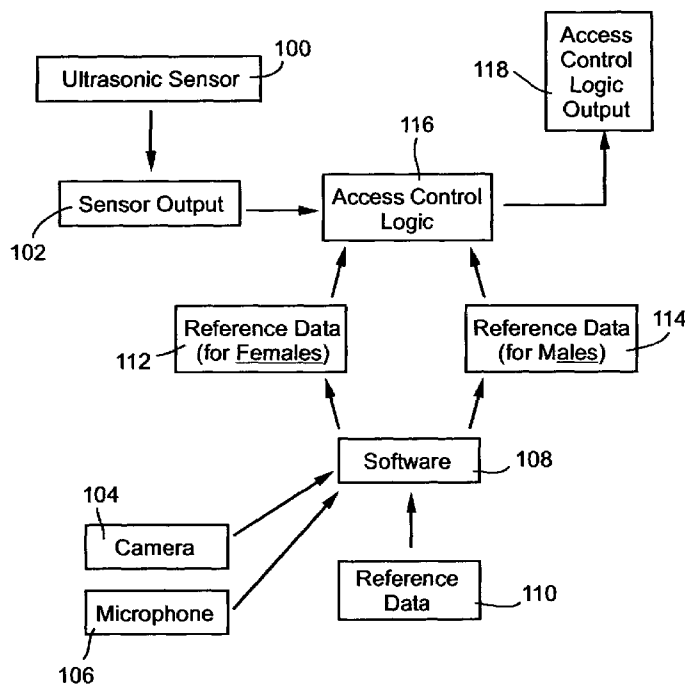 100
Ultrasonic Sensor
Access
Control
Logic
Output
118
116
Sensor Output
102
Access Control
Logic
Reference Data
(for Females)
112
Reference Data
(for Males)
114
Software
108
104
Camera
Microphone
106
Reference
Data
110